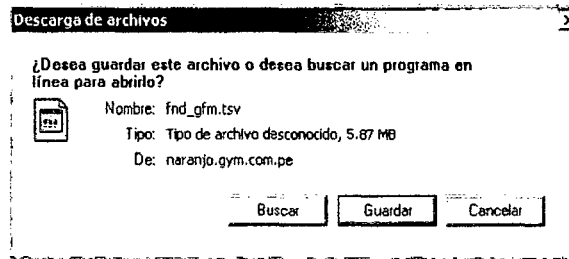 Descarga de archivos
¿Desea guardar este archivo o desea buscar un programa en
línea para abrirlo?
Nombre: fnd_gfm.tsv
Tipo: Tipo de archivo desconocido, 5.87 MB
De: naranjo.gym.com.pe
Buscar Guardar Cancelar